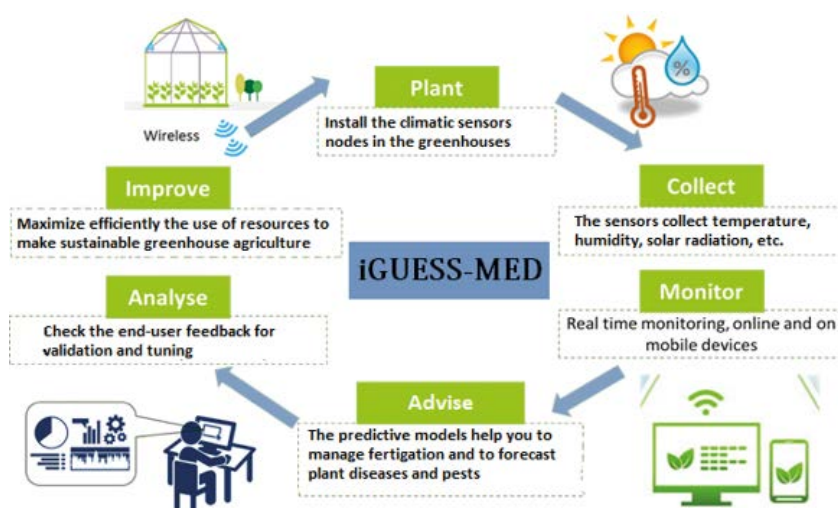 Plant
Install the climatic sensors
nodes in the greenhouses
%
Wireless
Improve
Maximize efficiently the use of resources to
make sustainable greenhouse agriculture
Collect
The sensors collect temperature,
humidity, solar radiation, etc.
iGUESS-MED
Analyse
Check the end-user feedback for
validation and tuning
Monitor
Real time monitoring, online and on
mobile devices
Advise
The predictive models help you to
manage fertigation and to forecast
plant diseases and pests